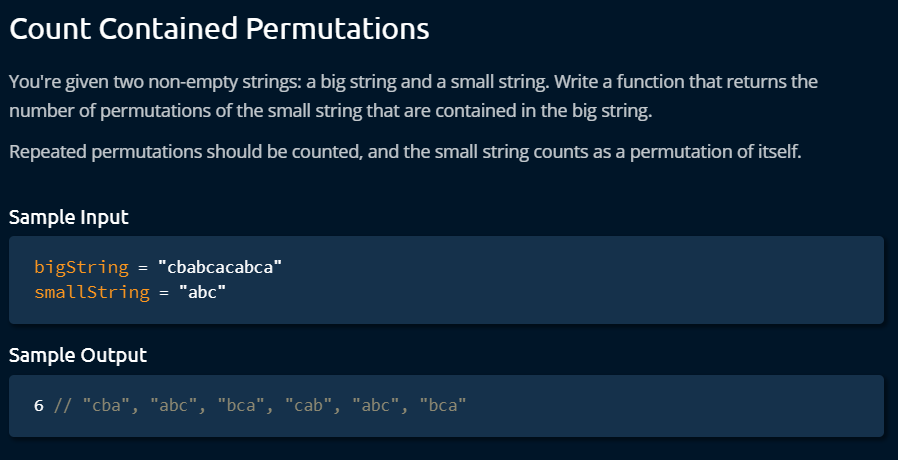 Count Contained Permutations
You're given two non-empty strings: a big string and a small string. Write a function that returns the
number of permutations of the small string that are contained in the big string.
Repeated permutations should be counted, and the small string counts as a permutation of itself.
Sample Input
bigString = "cbabcacabca"
smallString = "abc"
Sample Output
6 // "cba", "abc", "bca", "cab", "abc", "bca"